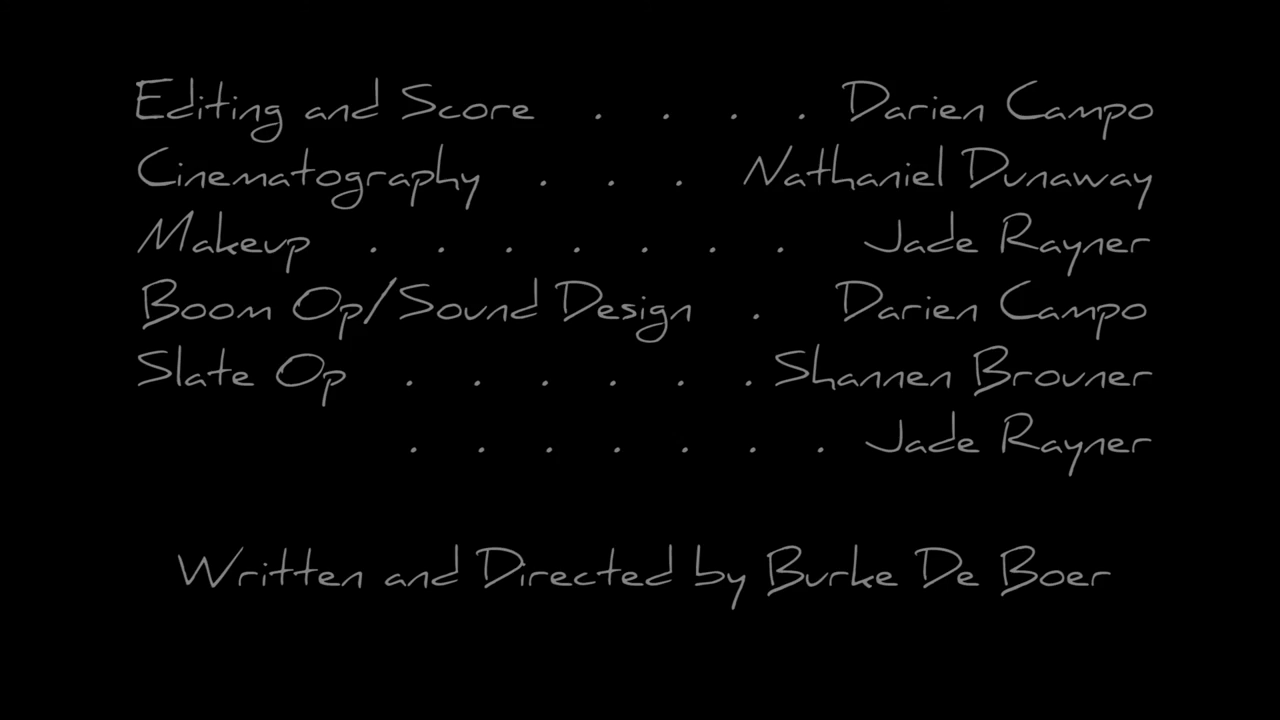 Editing and Score . . . . Darien Campo
Cinematography . . . Nathaniel Dunaway
Makeup . . . . . . . Jade Rayner
Boom Op/Sound Design . Darien Campo
Slate Op . . . . . . Shannen Brouner
. . . . . . . Jade Rayner
Written and Directed by Burke De Boer